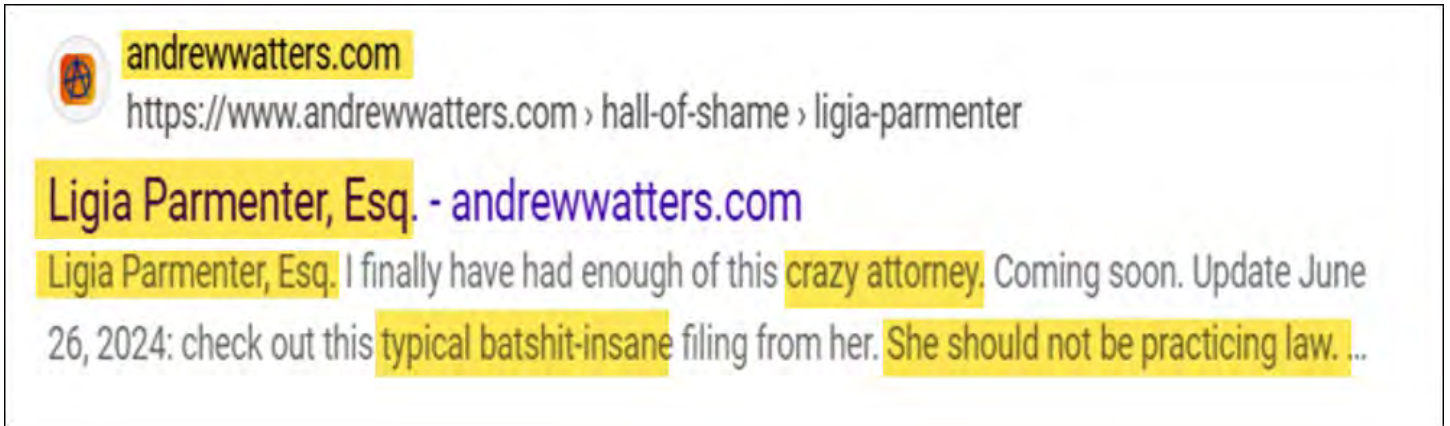 andrewwatters.com
https://www.andrewwatters.com › hall-of-shame › ligia-parmenter
Ligia Parmenter, Esq. - andrewwatters.com
Ligia Parmenter, Esq. I finally have had enough of this crazy attorney. Coming soon. Update June
26, 2024: check out this typical batshit-insane filing from her. She should not be practicing law. ...